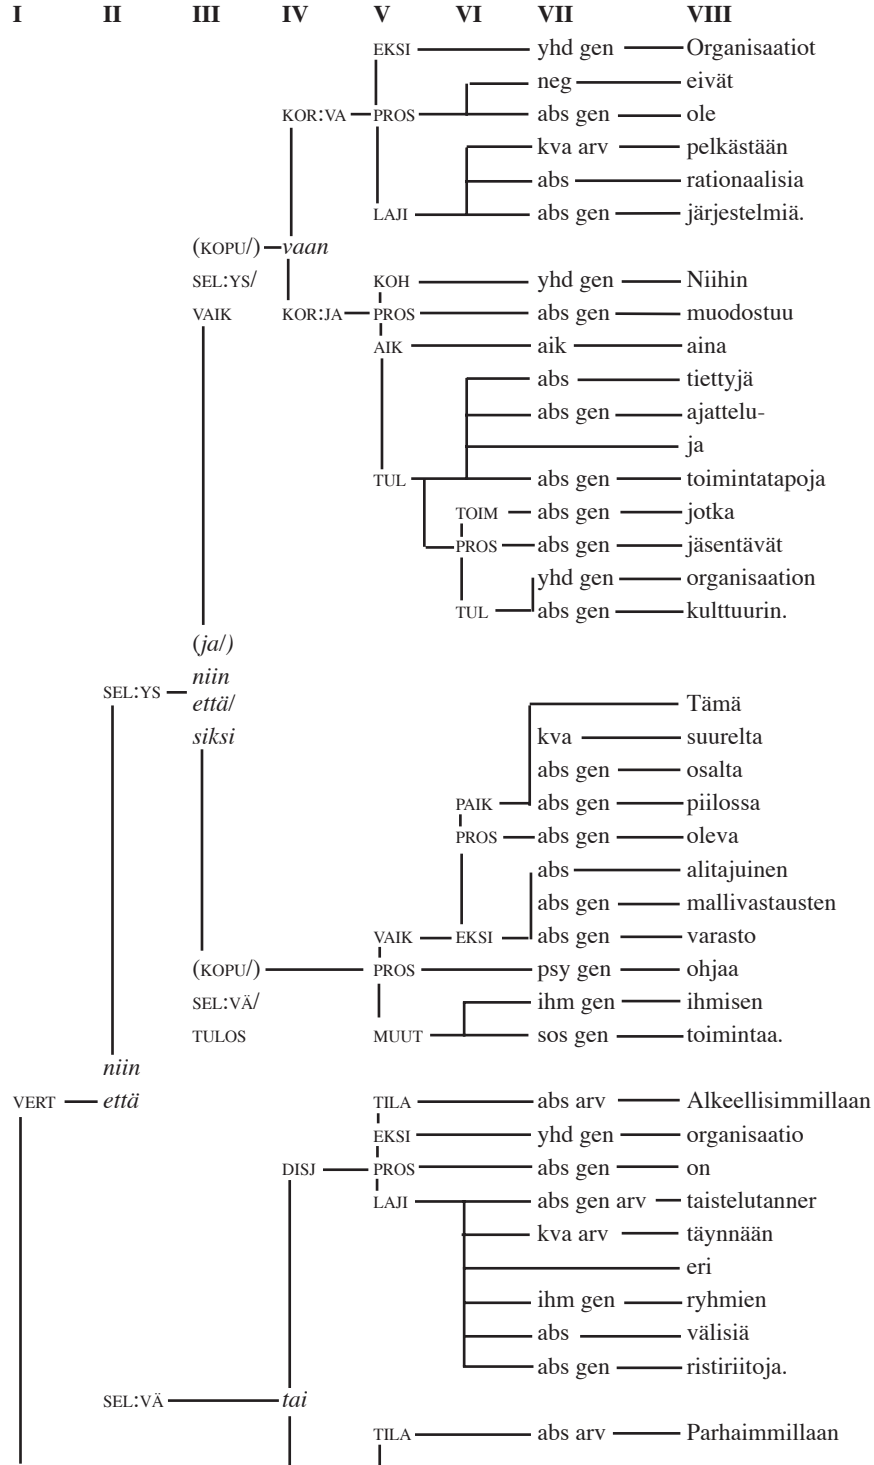 I II III IV V VI VII VIII
EKSI yhd gen Organisaatiot
neg eivät
KOR:VA PROS abs gen ole
kva arv pelkästään
abs rationaalisia
LAJI abs gen järjestelmiä.
(KOPU/) vaan
SEL:YS/ KOH yhd gen Niihin
VAIK KOR:JA PROS abs gen muodostuu
AIK aik aina
abs tiettyjä
abs gen ajattelu-
ja
TUL abs gen toimintatapoja
TOIM abs gen jotka
PROS abs gen jäsentävät
yhd gen organisaation
TUL abs gen kulttuurin.
(ja/)
niin
SEL:YS että/ Tämä
siksi kva suurelta
abs gen osalta
PAIK abs gen piilossa
PROS abs gen oleva
abs alitajuinen
abs gen mallivastausten
VAIK EKSI abs gen varasto
(KOPU/) PROS psy gen ohjaa
SEL:VÄ/ ihm gen ihmisen
TULOS MUUT sos gen toimintaa.
niin
VERT että TILA abs arv Alkeellisimmillaan
EKSI yhd gen organisaatio
DISJ PROS abs gen on
LAJI abs gen arv taistelutanner
kva arv täynnään
eri
ihm gen ryhmien
abs välisiä
abs gen ristiriitoja.
SEL:VÄ tai
TILA abs arv Parhaimmillaan